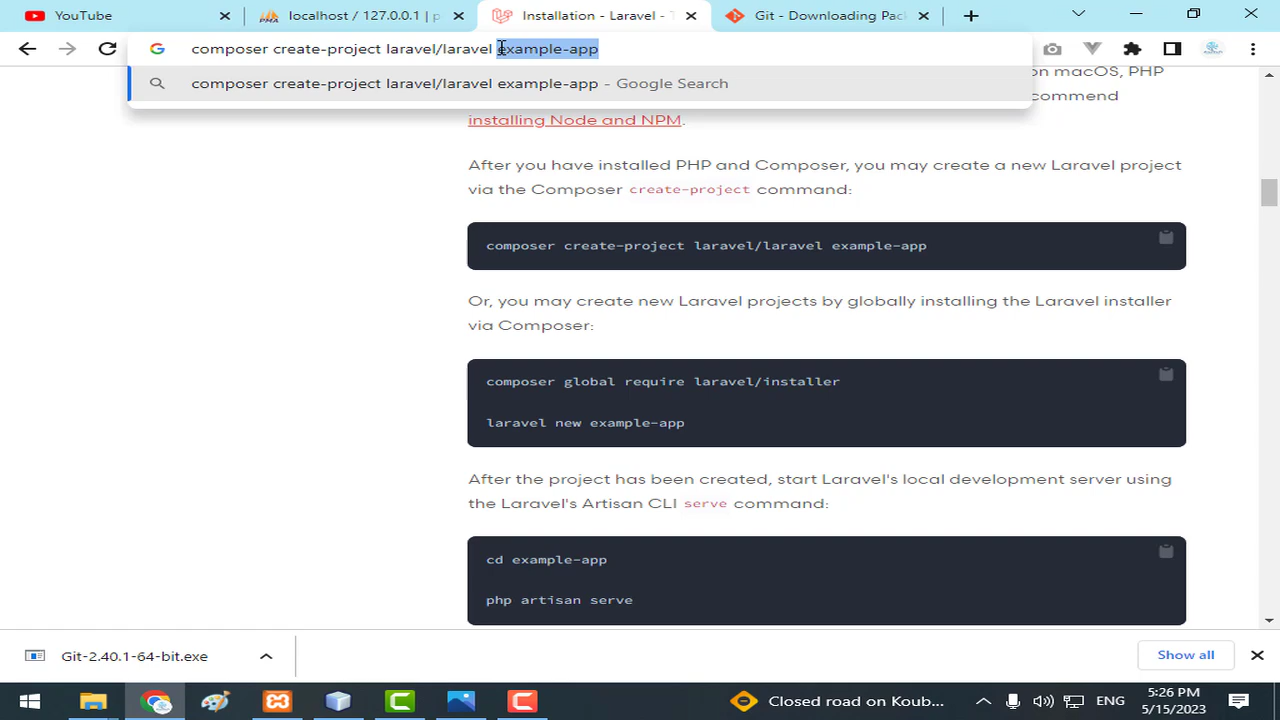 YouTube
localhost / 127.0.0.1 | p
Installation - Laravel - T
Git - Downloading Pac
composer create-project laravel/laravel example-app
composer create-project laravel/laravel example-app - Google Search
on macOS, PHP
commend
installing Node and NPM.
After you have installed PHP and Composer, you may create a new Laravel project
via the Composer create-project command:
composer create-project laravel/laravel example-app
Or, you may create new Laravel projects by globally installing the Laravel installer
via Composer:
composer global require laravel/installer
laravel new example-app
After the project has been created, start Laravel's local development server using
the Laravel's Artisan CLI serve command:
cd example-app
php artisan serve
Git-2.40.1-64-bit.exe
Show all
Closed road on Koub...
ENG
5:26 PM
5/15/2023